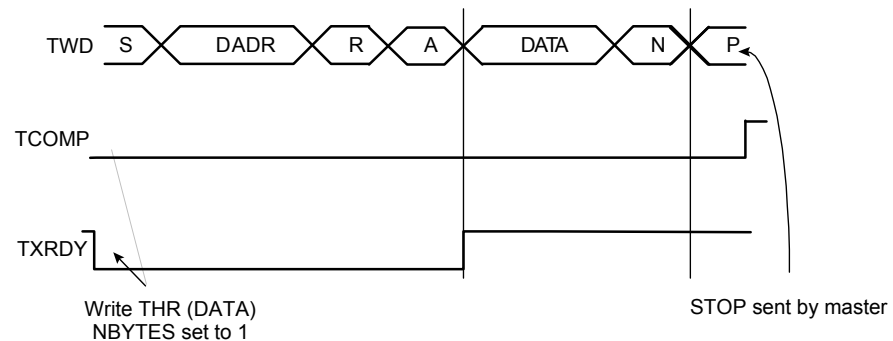 TWD S DADR R A DATA N P
TCOMP
TXRDY
Write THR (DATA)
NBYTES set to 1
STOP sent by master